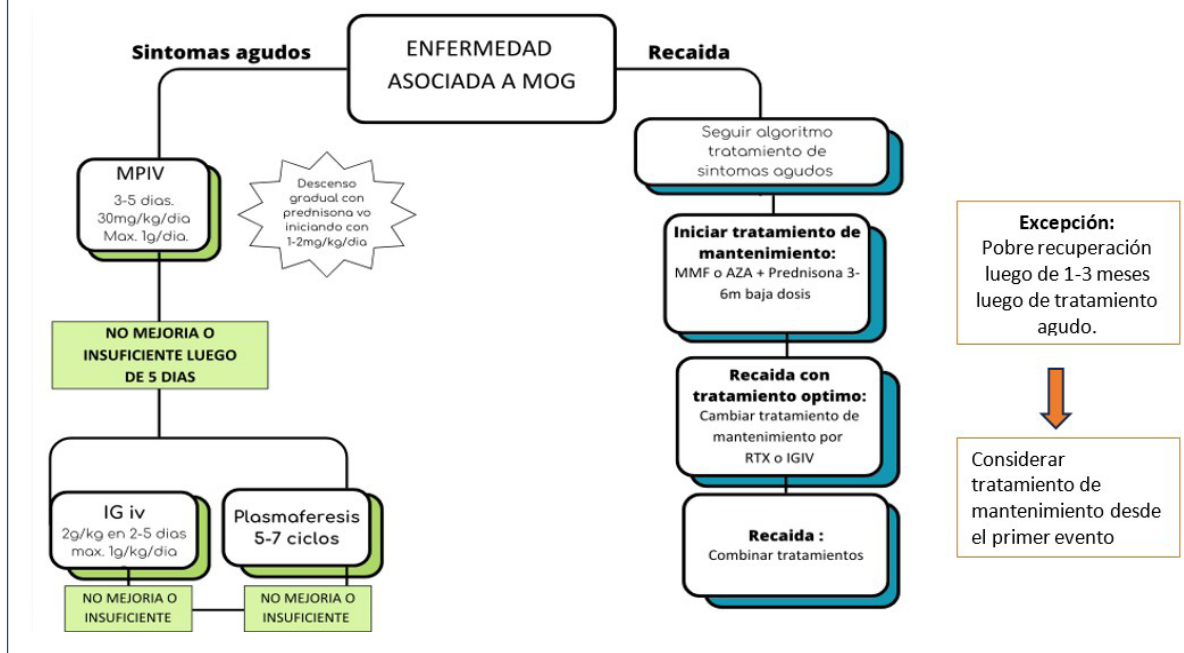 ENFERMEDAD
ASOCIADA A MOG
Sintomas agudos
MPIV
3-5 dias.
30mg/kg/dia
Max. 1g/dia.
Descenso
gradual con
prednisona vo
iniciando con
1-2mg/kg/dia
NO MEJORIA O
INSUFICIENTE LUEGO
DE 5 DIAS
IG iv
2g/kg en 2-5 dias
max. 1g/kg/dia
Plasmaferesis
5-7 ciclos
NO MEJORIA O
INSUFICIENTE
NO MEJORIA O
INSUFICIENTE
Recaida
Seguir algoritmo
tratamiento de
sintomas agudos
Iniciar tratamiento de
mantenimiento:
MMF o AZA + Prednisona 3-
6m baja dosis
Recaida con
tratamiento optimo:
Cambiar tratamiento de
mantenimiento por
RTX o IGIV
Recaida :
Combinar tratamientos
Excepción:
Pobre recuperación
luego de 1-3 meses
luego de tratamiento
agudo.
Considerar
tratamiento de
mantenimiento desde
el primer evento